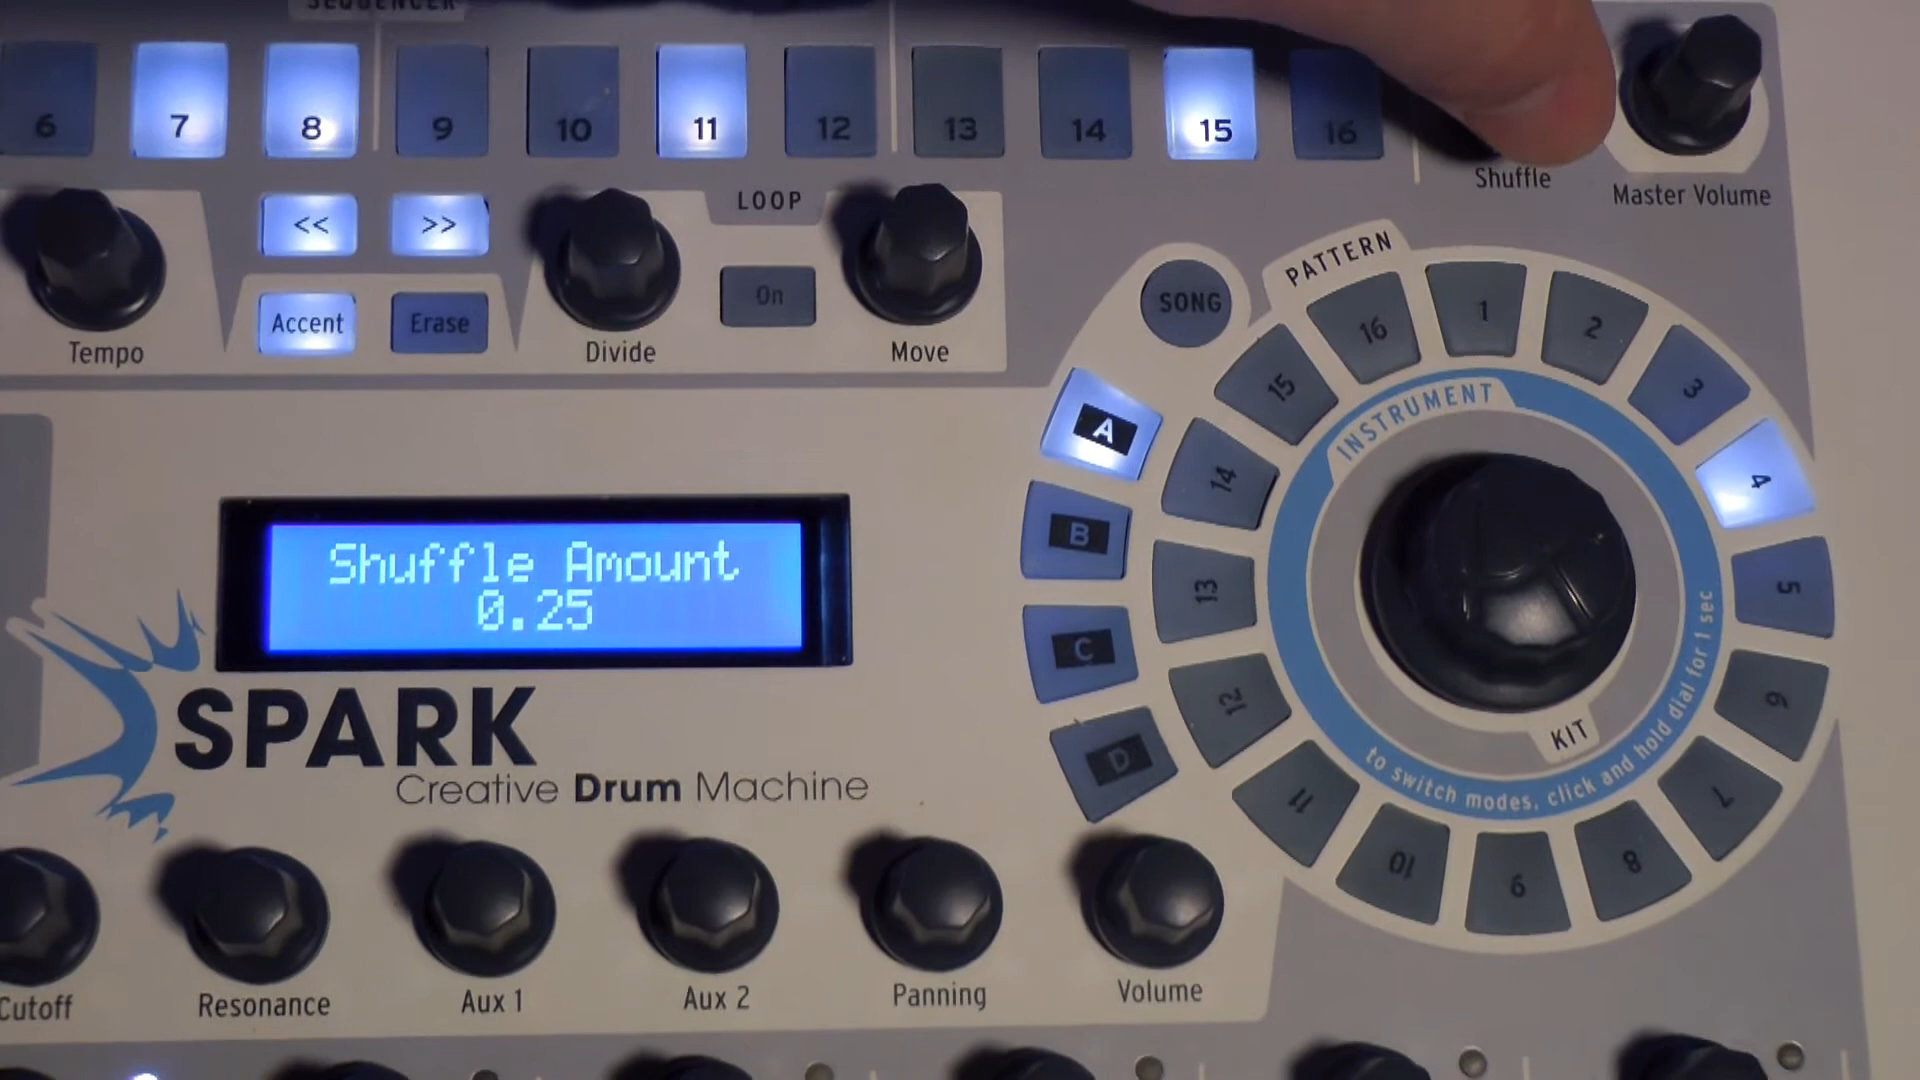 SEQUENCER
6 7 8 9 10 11 12 13 14 15 16
Shuffle
Master Volume
<< >>
LOOP
On
Accent Erase
Tempo
Divide
Move
SONG
PATTERN
1
2
3
4
5
6
7
8
9
10
11
12
13
14
15
16
A
B
C
D
INSTRUMENT
KIT
to switch modes, click and hold dial for 1 sec
Shuffle Amount
0.25
SPARK
Creative Drum Machine
Cutoff Resonance Aux 1 Aux 2 Panning Volume